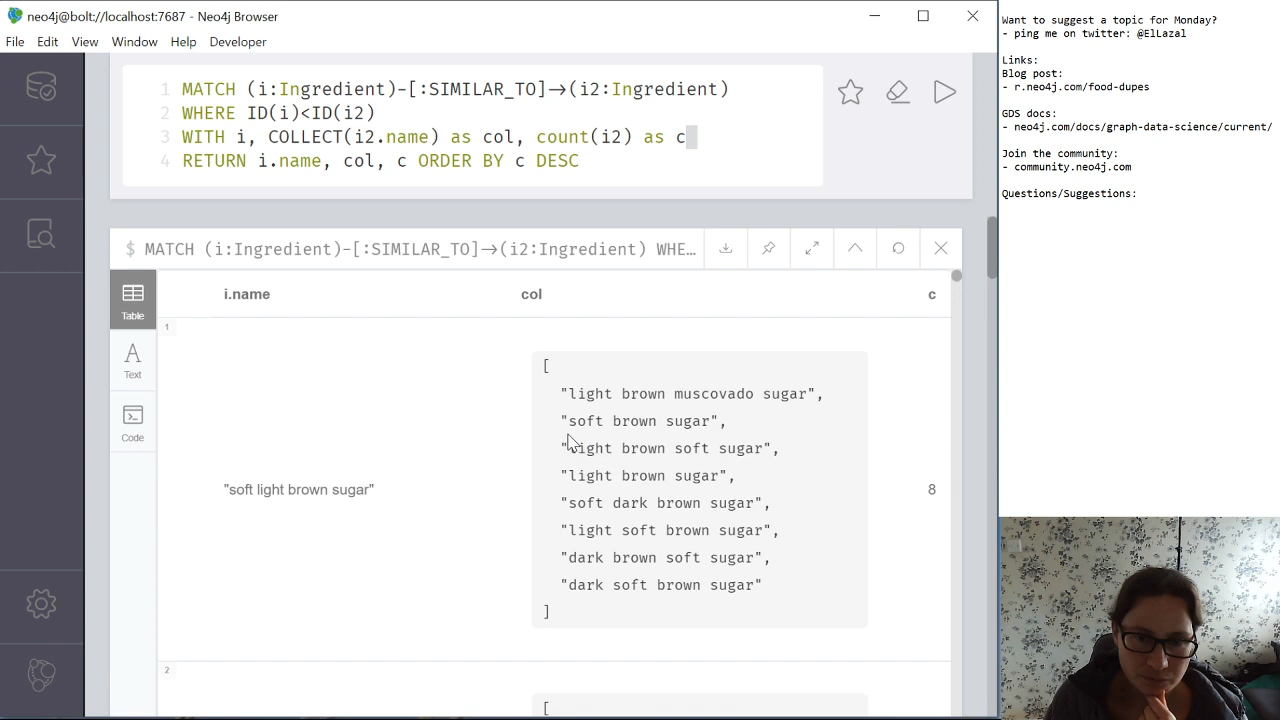 neo4j@bolt://localhost:7687 - Neo4j Browser
File Edit View Window Help Developer
1 MATCH (i:Ingredient)-[:SIMILAR_TO]→(i2:Ingredient)
2 WHERE ID(i)<ID(i2)
3 WITH i, COLLECT(i2.name) as col, count(i2) as c
4 RETURN i.name, col, c ORDER BY c DESC
$ MATCH (i:Ingredient)-[:SIMILAR_TO]→(i2:Ingredient) WHE...
Table
Text
Code
i.name col c
1
[
"light brown muscovado sugar",
"soft brown sugar",
"light brown soft sugar",
"light brown sugar",
"soft light brown sugar" 8
"soft dark brown sugar",
"light soft brown sugar",
"dark brown soft sugar",
"dark soft brown sugar"
]
2
[
Want to suggest a topic for Monday?
- ping me on twitter: @ElLazal
Links:
Blog post:
- r.neo4j.com/food-dupes
GDS docs:
- neo4j.com/docs/graph-data-science/current/
Join the community:
- community.neo4j.com
Questions/Suggestions: